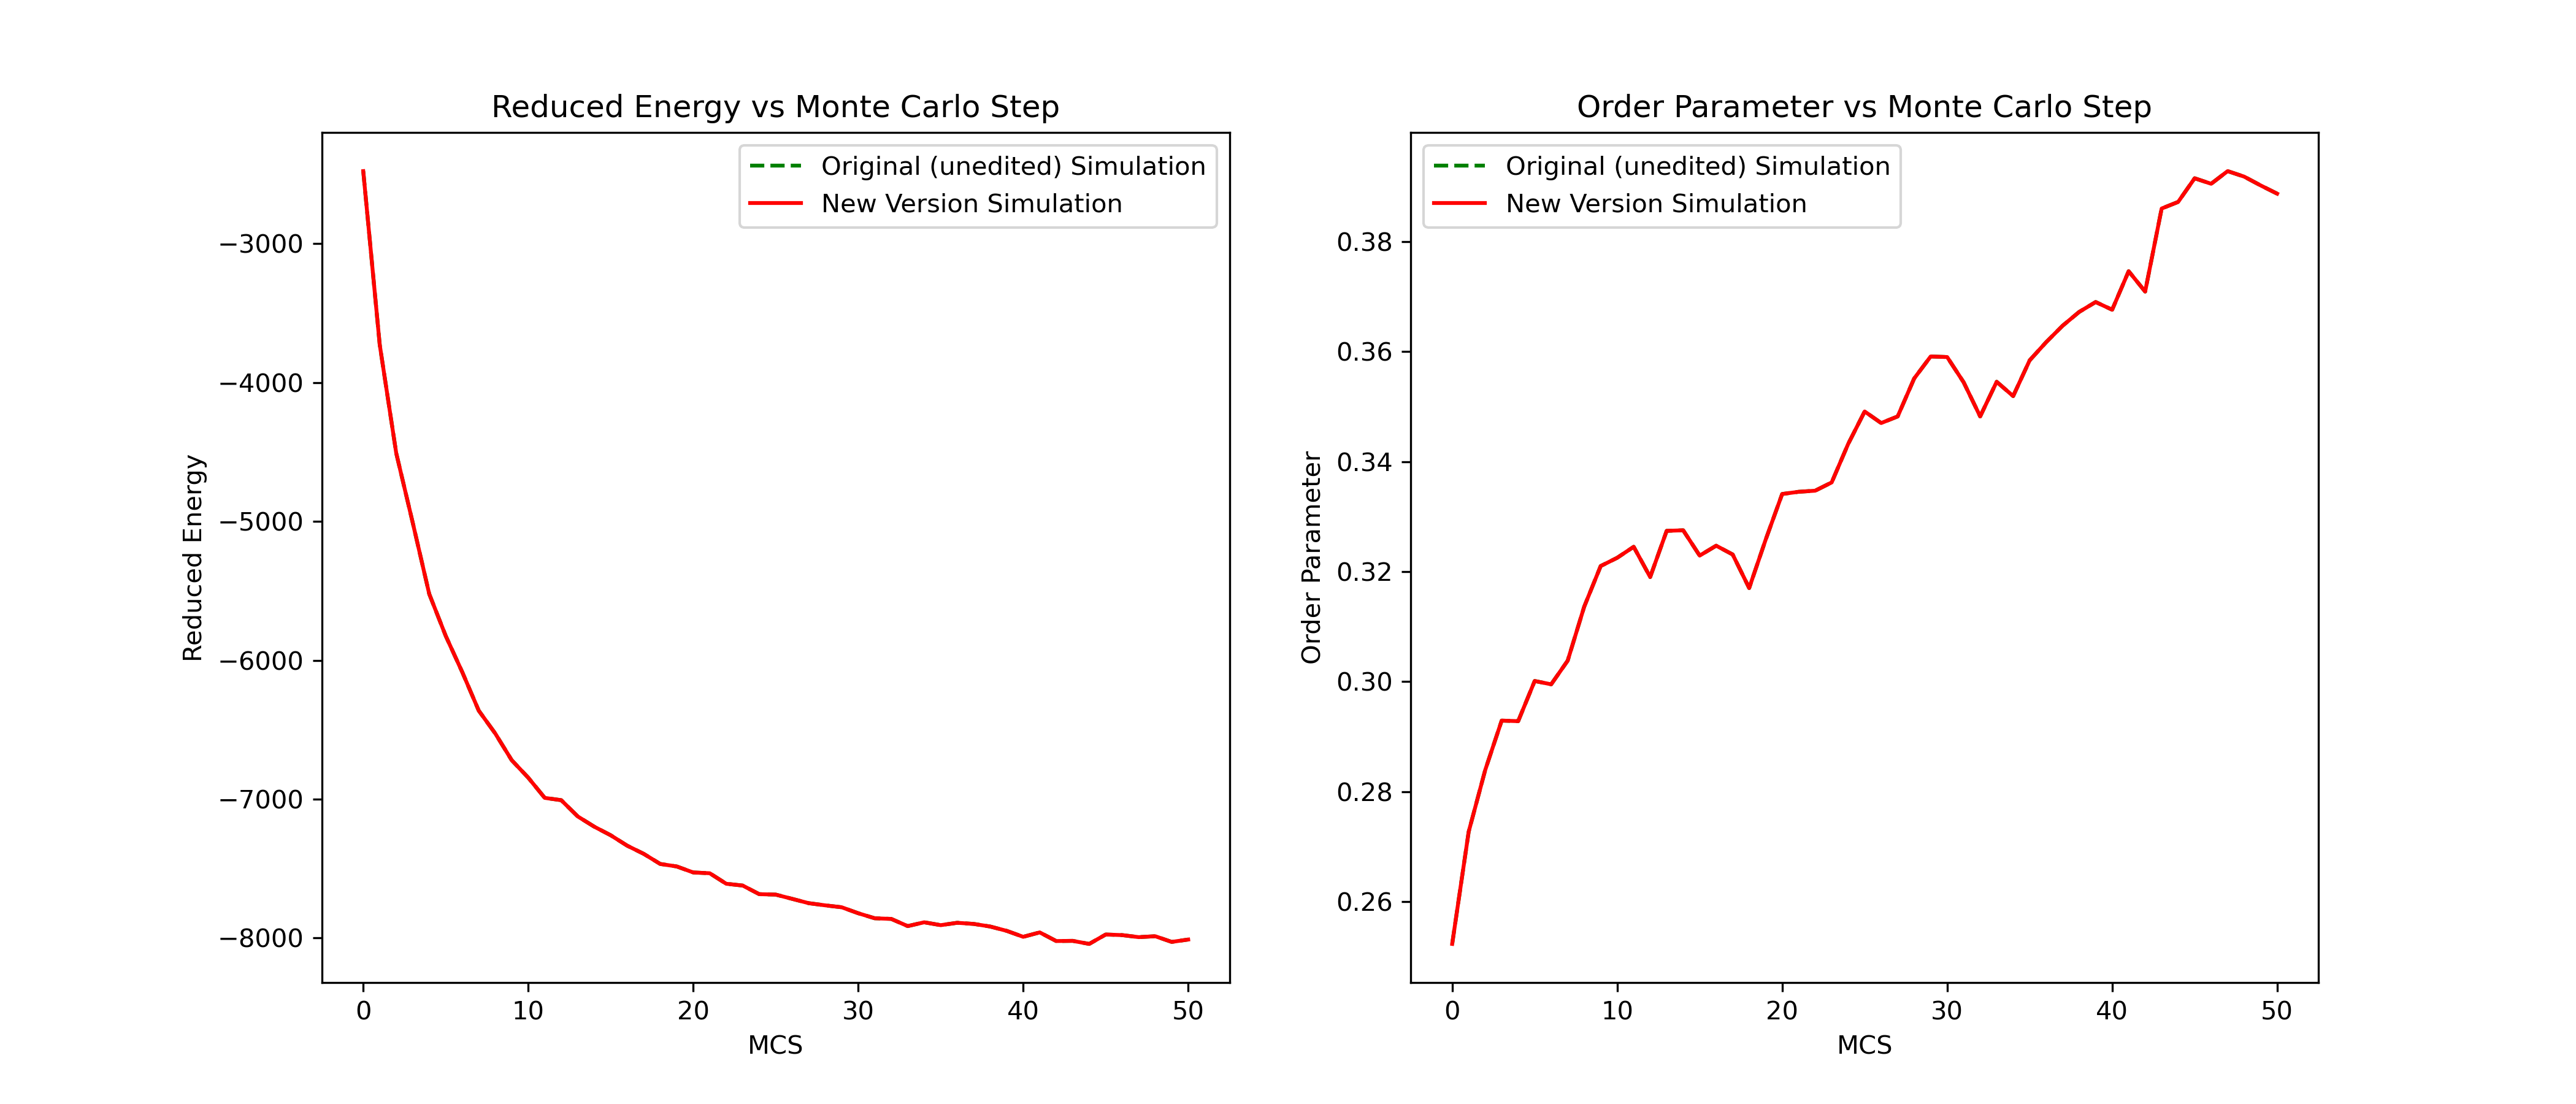 Reduced Energy vs Monte Carlo Step
Original (unedited) Simulation
New Version Simulation
Reduced Energy
−3000
−4000
−5000
−6000
−7000
−8000
0 10 20 30 40 50
MCS
Order Parameter vs Monte Carlo Step
Original (unedited) Simulation
New Version Simulation
Order Parameter
0.38
0.36
0.34
0.32
0.30
0.28
0.26
0 10 20 30 40 50
MCS